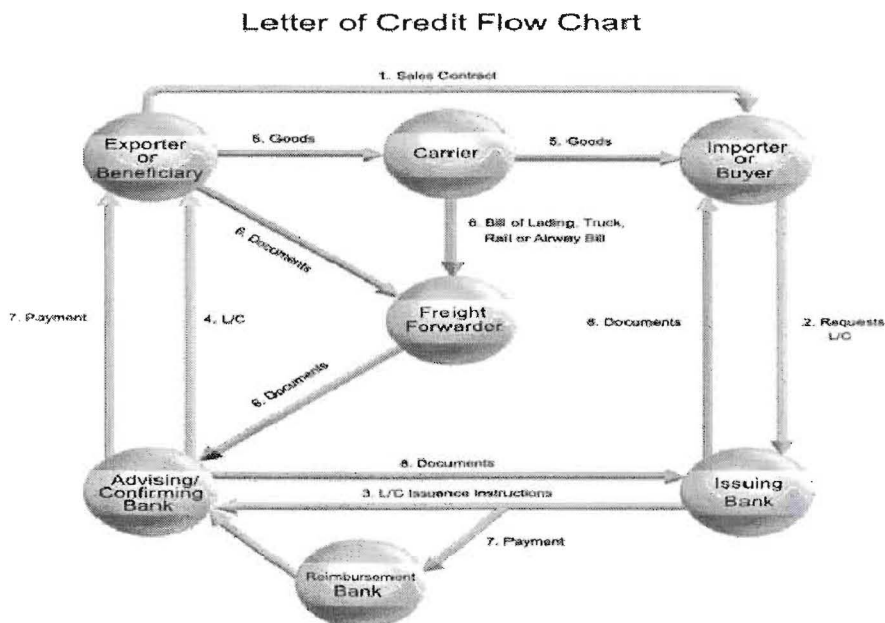 Letter of Credit Flow Chart
1. Sales Contract
Exporter
or
Beneficiary
5. Goods
Carrier
5. Goods
Importer
or
Buyer
6. Documents
6. Bill of Lading, Truck,
Rail or Airway Bill
7. Payment
4. L/C
Freight
Forwarder
8. Documents
2. Requests
L/C
6. Documents
Advising/
Confirming
Bank
8. Documents
3. L/C Issuance Instructions
Issuing
Bank
7. Payment
Reimbursement
Bank